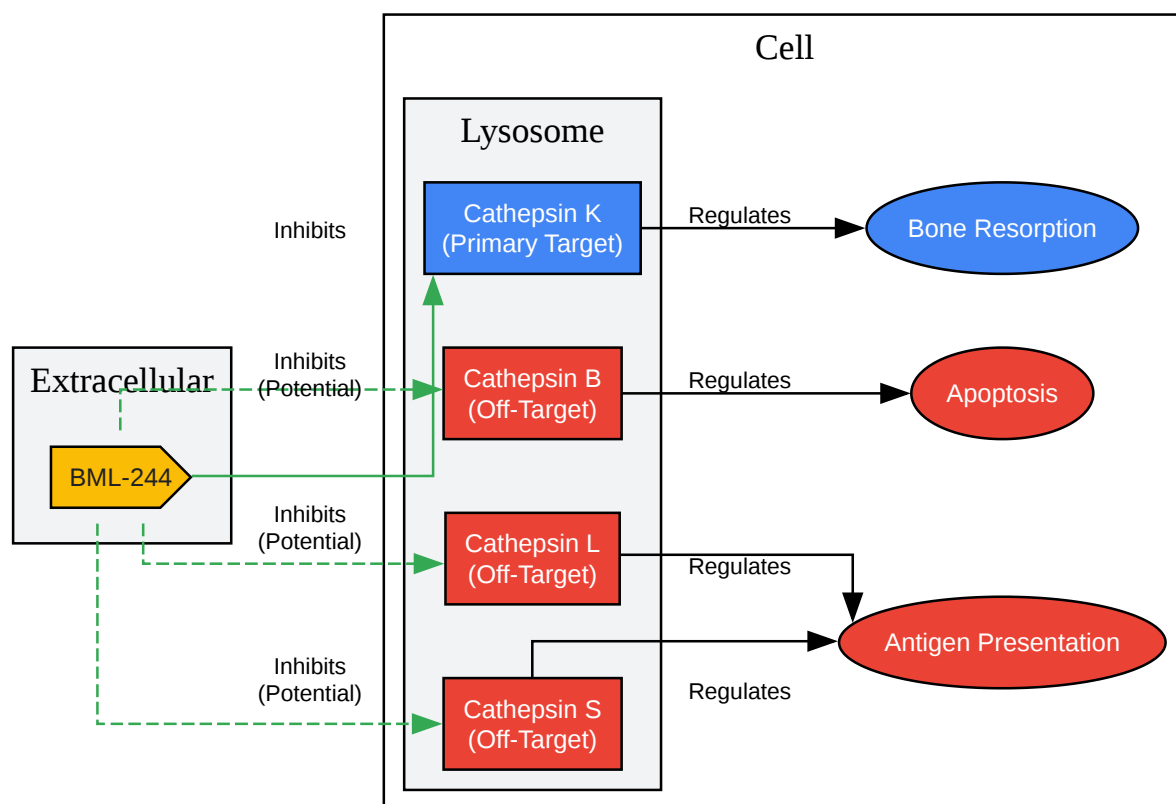 Cell
Lysosome
Cathepsin K
(Primary Target)
Inhibits
Regulates
Bone Resorption
Extracellular
Inhibits
(Potential)
Cathepsin B
(Off-Target)
Regulates
Apoptosis
BML-244
Inhibits
(Potential)
Cathepsin L
(Off-Target)
Regulates
Antigen Presentation
Inhibits
(Potential)
Cathepsin S
(Off-Target)
Regulates